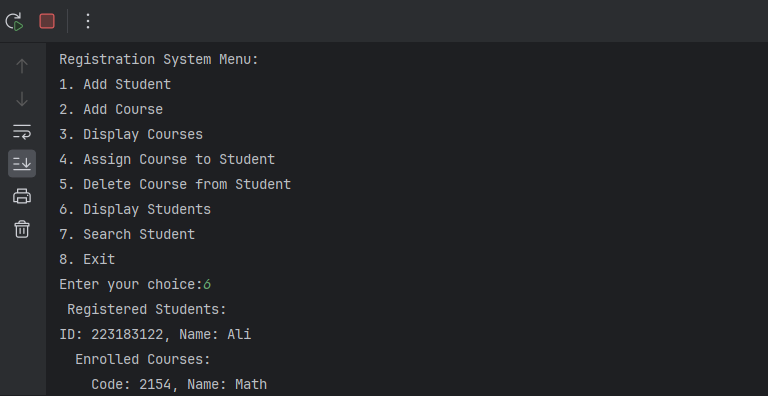 Registration System Menu:
1. Add Student
2. Add Course
3. Display Courses
4. Assign Course to Student
5. Delete Course from Student
6. Display Students
7. Search Student
8. Exit
Enter your choice:6
Registered Students:
ID: 223183122, Name: Ali
Enrolled Courses:
Code: 2154, Name: Math